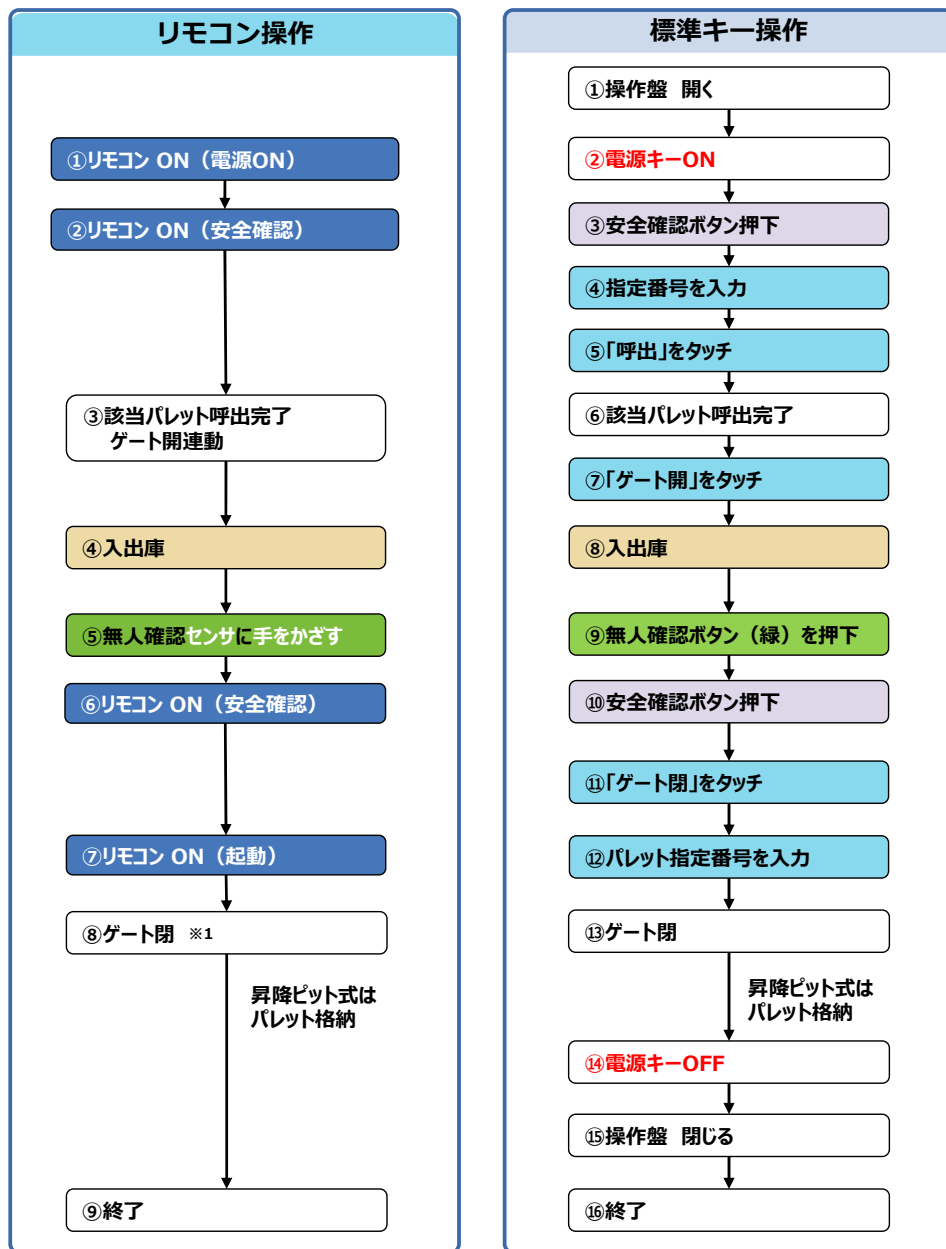 リモコン操作
①リモコン ON（電源ON）
②リモコン ON（安全確認）
③該当パレット呼出完了
ゲート開連動
④入出庫
⑤無人確認センサに手をかざす
⑥リモコン ON（安全確認）
⑦リモコン ON（起動）
⑧ゲート閉 ※1
昇降ピット式は
パレット格納
⑨終了
標準キー操作
①操作盤 開く
②電源キーON
③安全確認ボタン押下
④指定番号を入力
⑤「呼出」をタッチ
⑥該当パレット呼出完了
⑦「ゲート開」をタッチ
⑧入出庫
⑨無人確認ボタン（緑）を押下
⑩安全確認ボタン押下
⑪「ゲート閉」をタッチ
⑫パレット指定番号を入力
⑬ゲート閉
昇降ピット式は
パレット格納
⑭電源キーOFF
⑮操作盤 閉じる
⑯終了